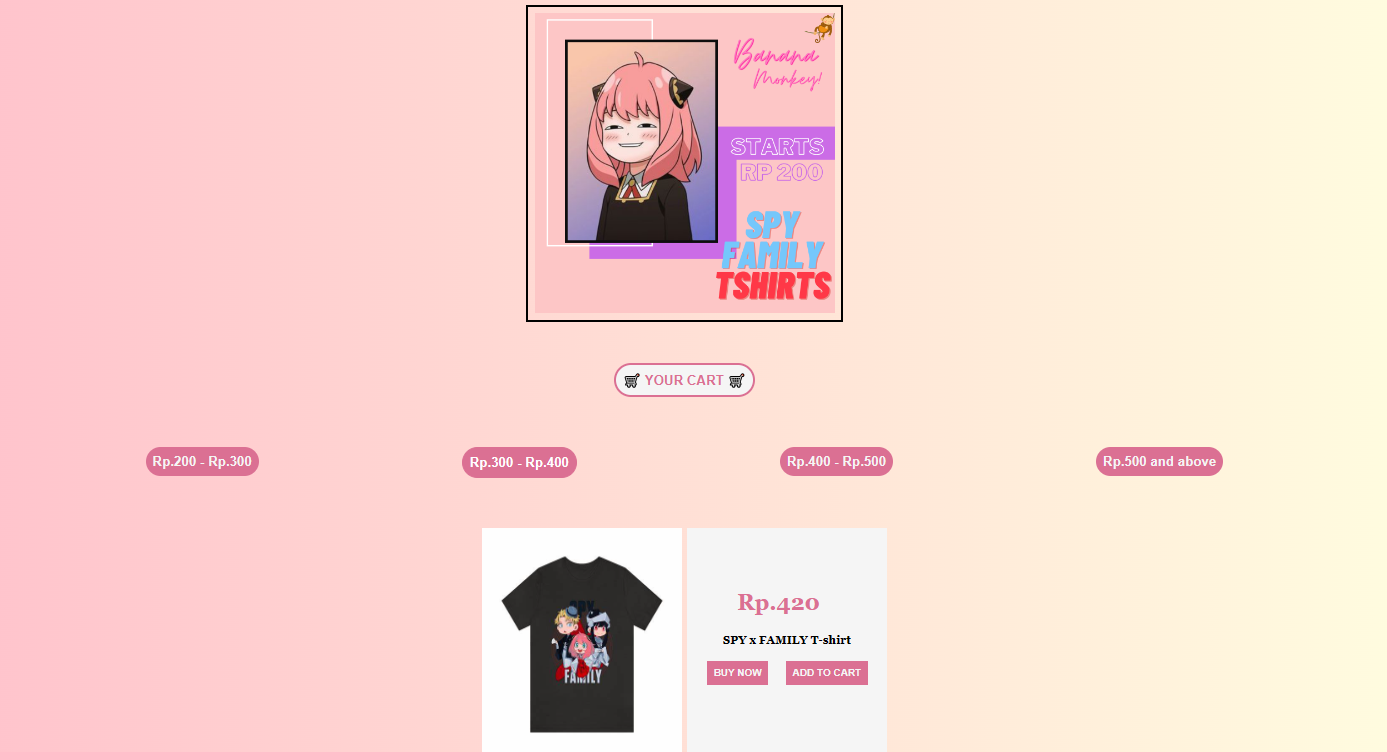 Banana
Monkey!
STARTS
RP 200
SPY
FAMILY
TSHIRTS
YOUR CART
Rp.200 - Rp.300
Rp.300 - Rp.400
Rp.400 - Rp.500
Rp.500 and above
SPY
FAMILY
Rp.420
SPY x FAMILY T-shirt
BUY NOW
ADD TO CART